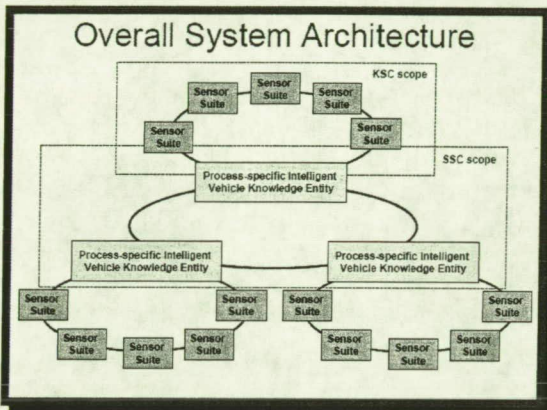 Overall System Architecture
KSC scope
Sensor
Suite
Sensor
Suite
Sensor
Suite
Sensor
Suite
Sensor
Suite
SSC scope
Process-specific Intelligent
Vehicle Knowledge Entity
Process-specific Intelligent
Vehicle Knowledge Entity
Process-specific Intelligent
Vehicle Knowledge Entity
Sensor
Suite
Sensor
Suite
Sensor
Suite
Sensor
Suite
Sensor
Suite
Sensor
Suite
Sensor
Suite
Sensor
Suite
Sensor
Suite
Sensor
Suite